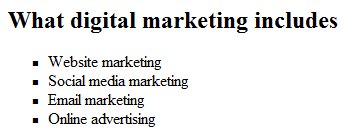 What digital marketing includes
Website marketing
Social media marketing
Email marketing
Online advertising